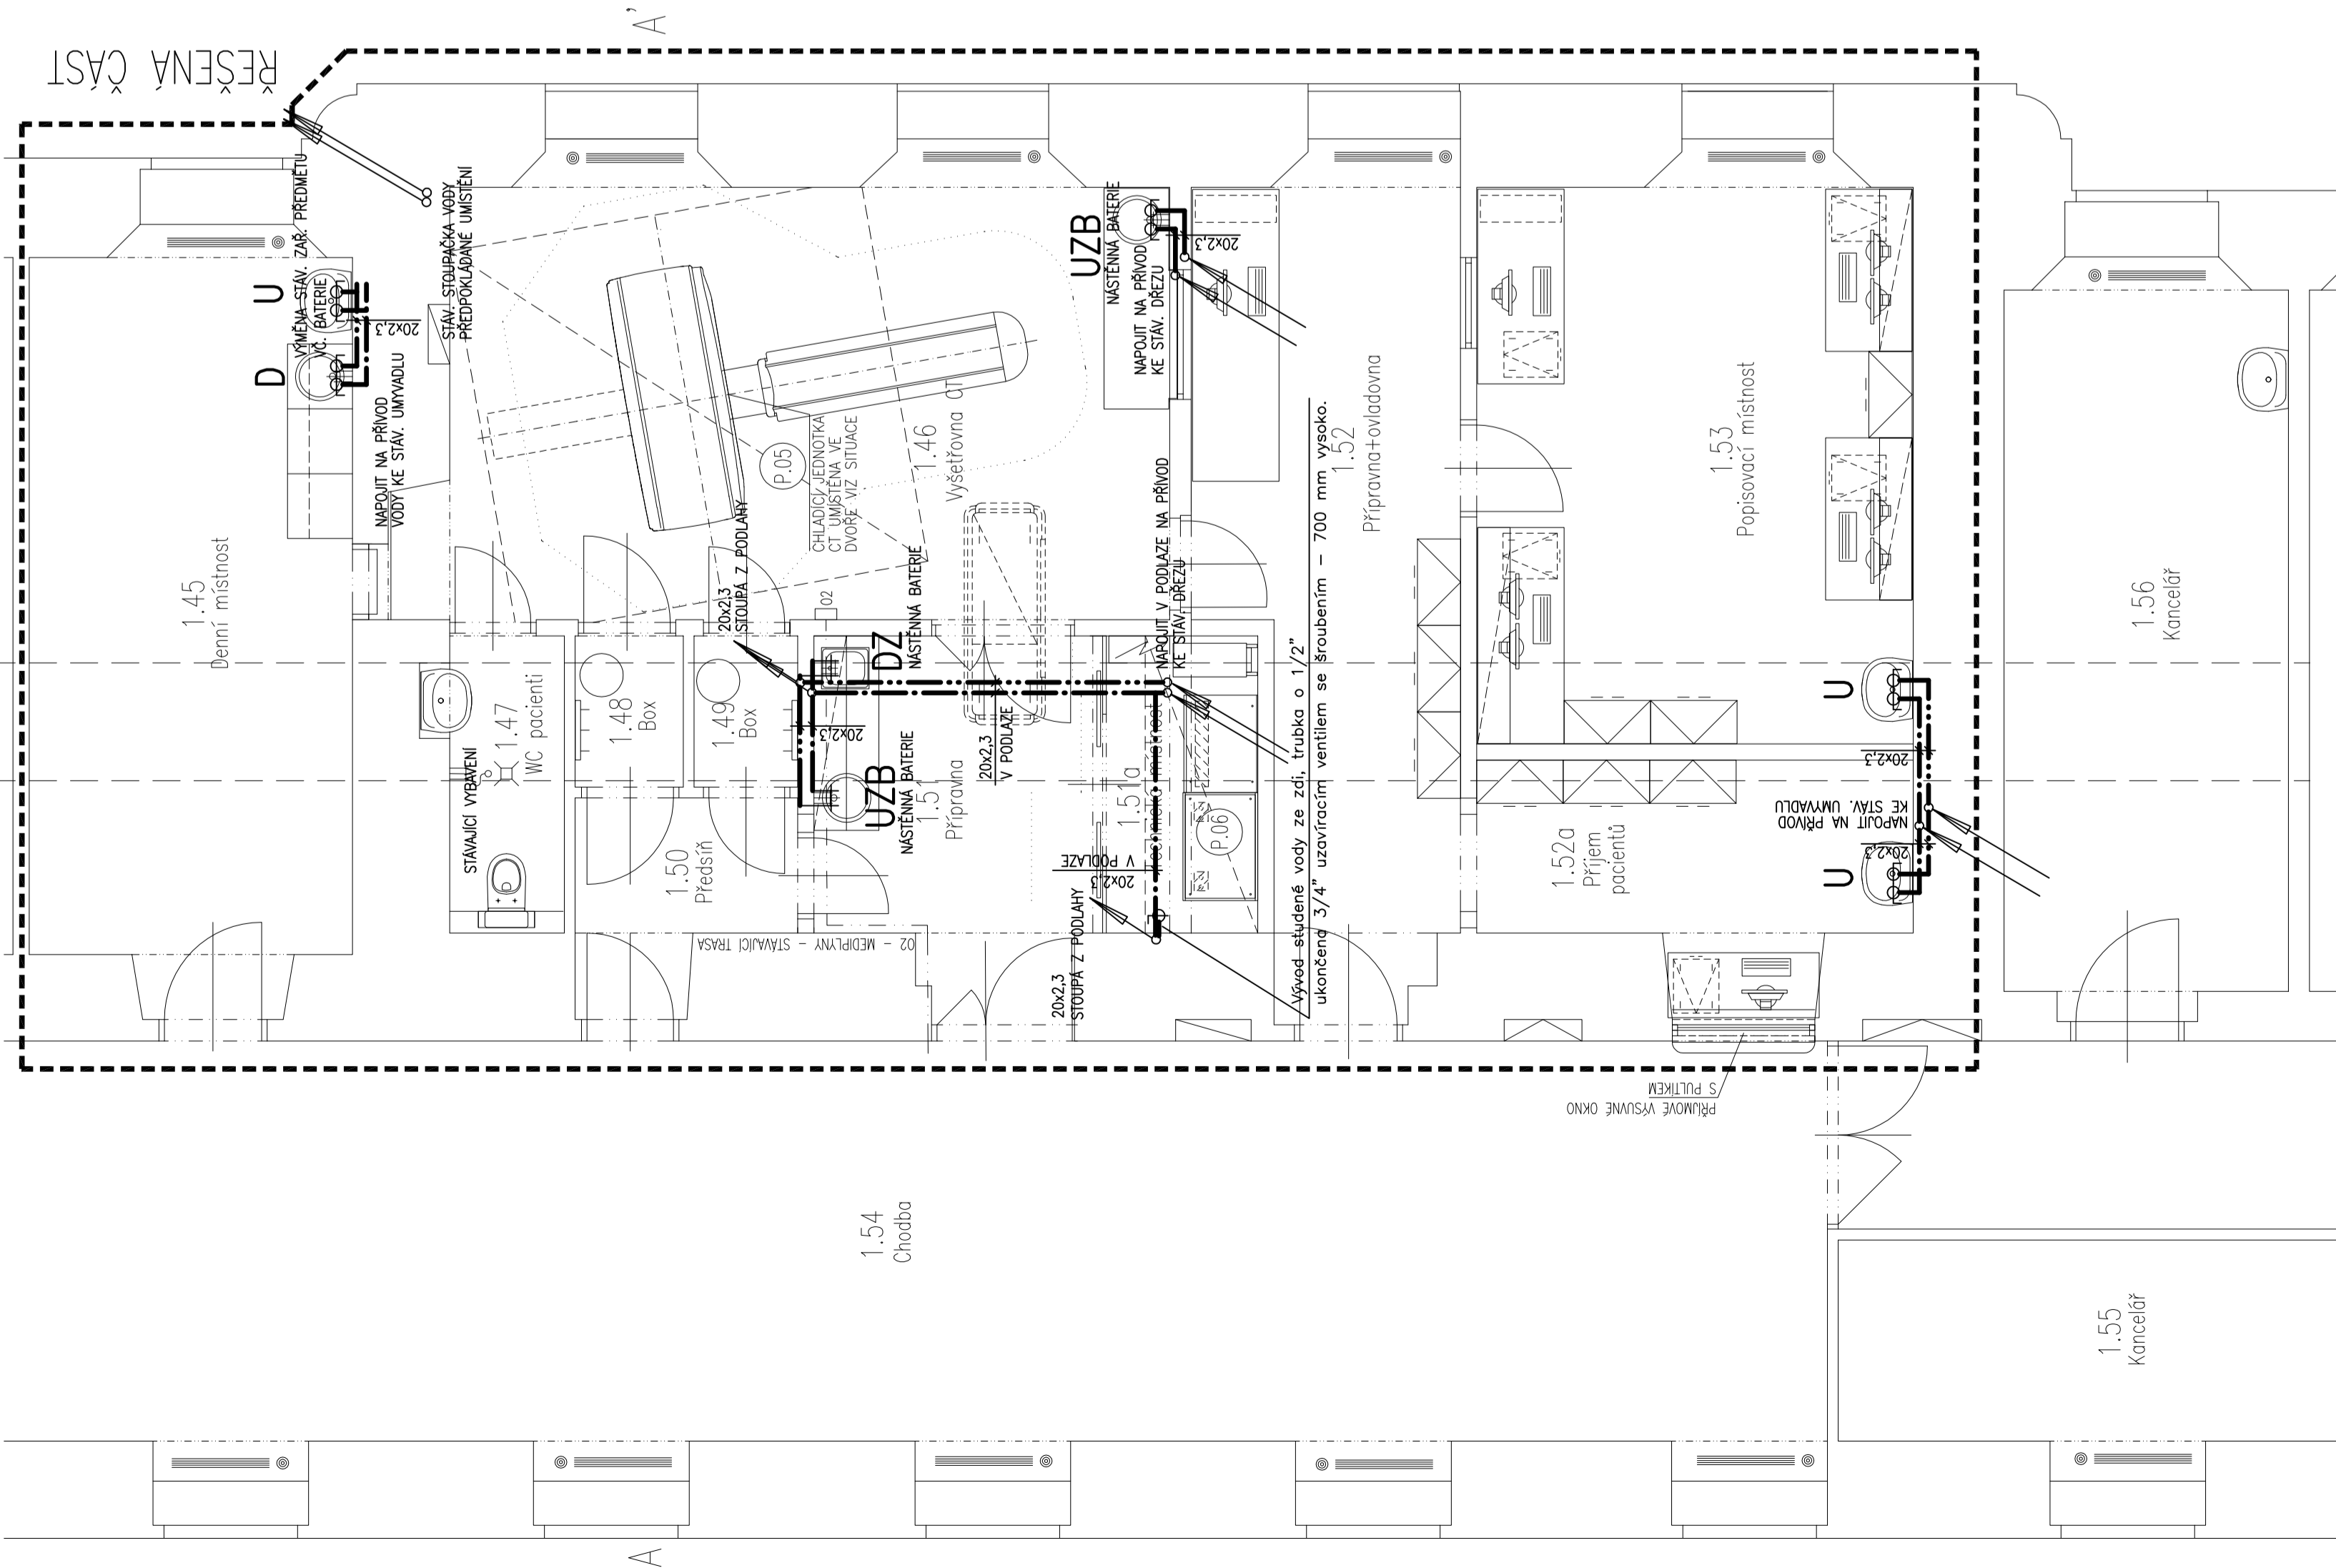 ŘEŠENÁ ČÁST
A'
VÝMĚNA STÁV. ZAŘ. PŘEDMĚTU
VČ. BATERIE
U
D
20x2,3
NAPOJIT NA PŘÍVOD
VODY KE STÁV. UMYVADLU
STÁV. STOUPAČKA VODY
PŘEDPOKLÁDANÉ UMÍSTĚNÍ
1.45
Denní místnost
P.05
CHLADÍCÍ JEDNOTKA
CT UMÍSTĚNA VE
DVOŘE VIZ SITUACE
1.46
Vyšetřovna CT
UZB
NÁSTĚNNÁ BATERIE
NAPOJIT NA PŘÍVOD
KE STÁV. DŘEZU
20x2,3
1.52
Přípravna+ovladovna
1.53
Popisovací místnost
1.56
Kancelář
STÁVAJÍCÍ VYBAVENÍ
1.47
WC pacienti
1.48
Box
1.49
Box
20x2,3
STOUPÁ Z PODLAHY
O2
DZ
NÁSTĚNNÁ BATERIE
20x2,3
UZB
NÁSTĚNNÁ BATERIE
1.51
Přípravna
20x2,3
V PODLAZE
NAPOJIT V PODLAZE NA PŘÍVOD
KE STÁV. DŘEZU
1.51a
Technická místnost
P.06
20x2,3
V PODLAZE
20x2,3
STOUPÁ Z PODLAHY
Vývod studené vody ze zdi, trubka o 1/2"
ukončena 3/4" uzavíracím ventilem se šroubením – 700 mm vysoko.
1.50
Předsíň
O2 – MEDIPLYNY – STÁVAJÍCÍ TRASA
1.52a
Příjem
pacientů
U
20x2,3
NAPOJIT NA PŘÍVOD
KE STÁV. UMYVADLU
20x2,3
U
PŘÍJMOVÉ VÝSUVNÉ OKNO
S PULTÍKEM
1.54
Chodba
1.55
Kancelář
A